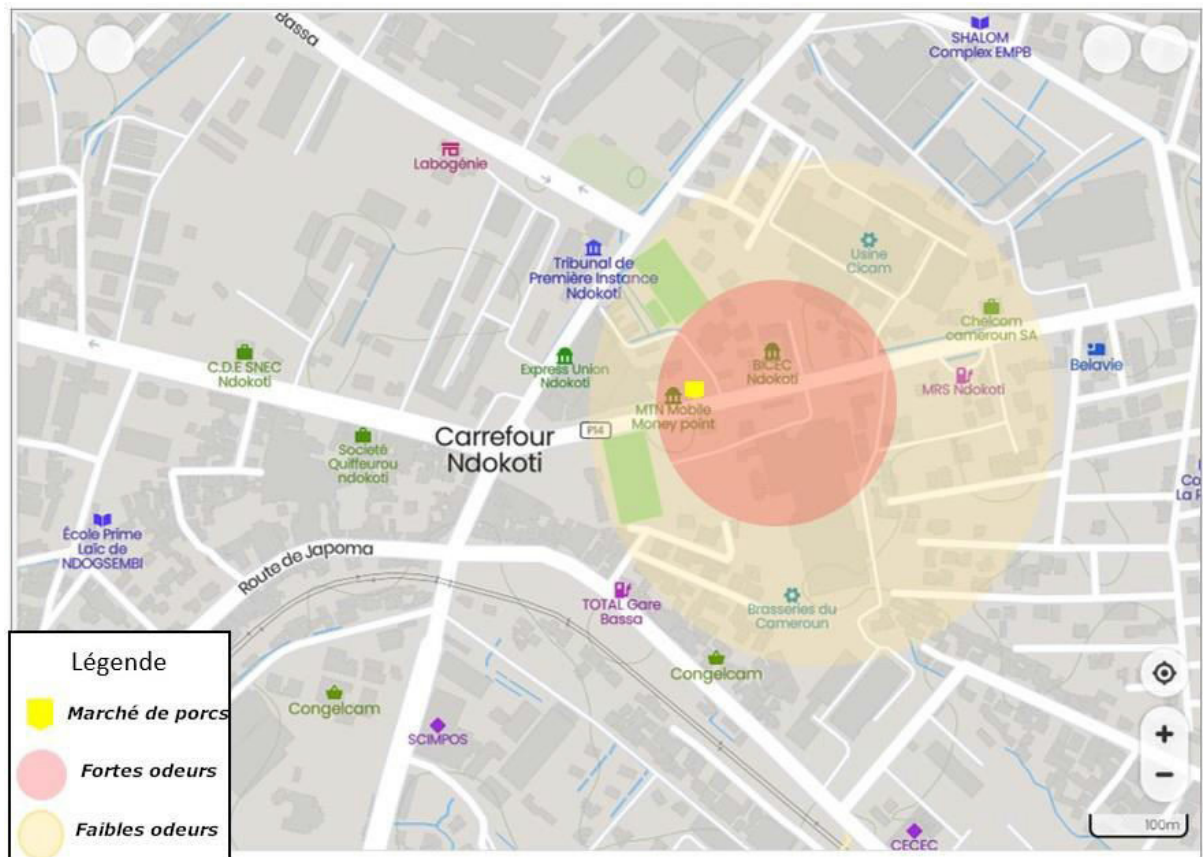 Bassa
SHALOM
Complex EMPB
Labogénie
Tribunal de
Première Instance
Ndokoti
Usine
Cicam
Chelcom
cameroun SA
C.D.E SNEC
Ndokoti
Express Union
Ndokoti
BICEC
Ndokoti
Belavie
MRS Ndokoti
MTN Mobile
Money point
P14
Carrefour
Ndokoti
Societé
Quiffeurou
ndokoti
École Prime
Laïc de
NDOGSEMBI
Route de Japoma
TOTAL Gare
Bassa
Brasseries du
Cameroun
Congelcam
Congelcam
SCIMPOS
CECEC
100m
Légende
Marché de porcs
Fortes odeurs
Faibles odeurs